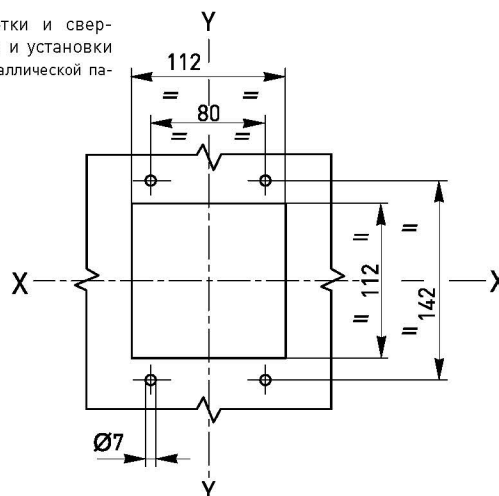 тки и свер-
и установки
аллической па-
Y
112
= =
80
= =
X
X
=
=
=
=
112
142
Ø7
Y